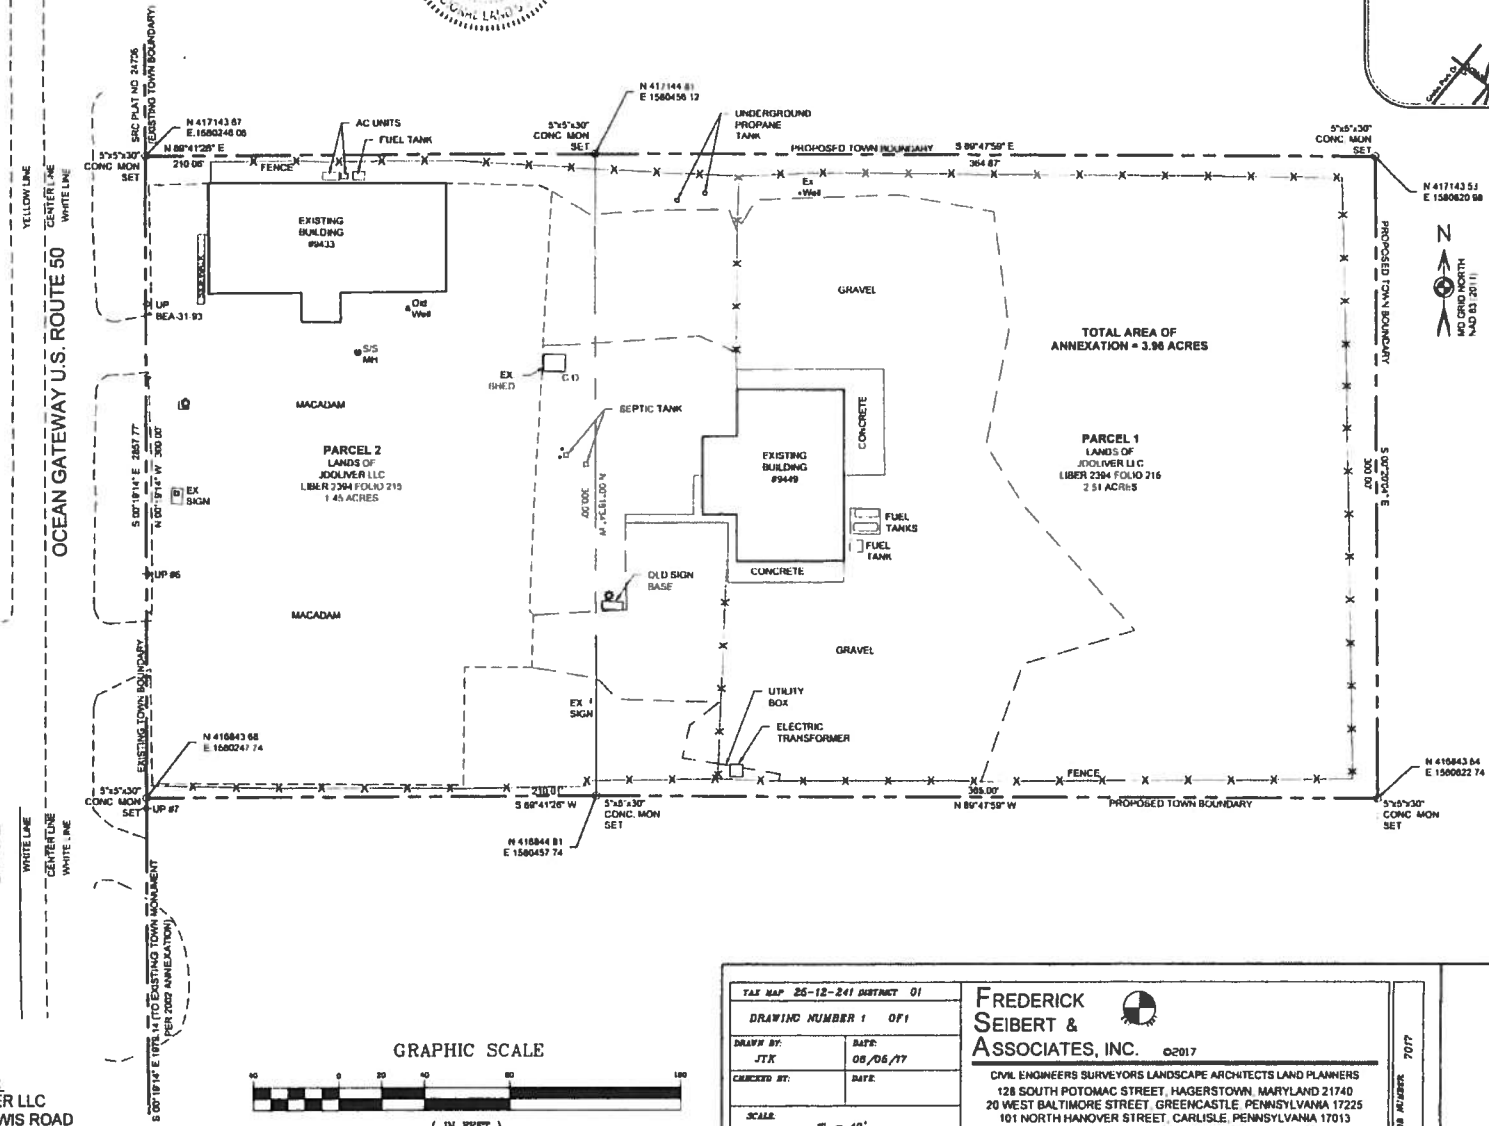 SRC PLAT NO 24706
(EXISTING TOWN BOUNDARY)
N 417143 67
E.1580246 06
5"x5"x30"
CONC MON
SET
N 89°41'26" E
210.06'
FENCE
AC UNITS
FUEL TANK
5"x5"x30"
CONC MON
SET
N 417144 81
E 1580456 12
UNDERGROUND
PROPANE
TANK
PROPOSED TOWN BOUNDARY
S 89°47'59" E
364.87'
5"x5"x30"
CONC MON
SET
N 417143 53
E 1580820 98
Ex
Well
YELLOW LINE
CENTER LINE
WHITE LINE
OCEAN GATEWAY U.S. ROUTE 50
EXISTING
BUILDING
#9433
SIDEWALK
UP
BEA-31-93
Old
Well
S/S
MH
EX
SHED
C O
SEPTIC TANK
MACADAM
PARCEL 2
LANDS OF
JDOLIVER LLC
LIBER 2394 FOLIO 215
1 45 ACRES
EX
SIGN
S 00°19'14" E 2857 77'
N 00°19'14" W 300 00'
UP #6
MACADAM
EXISTING TOWN BOUNDARY
300.00'
GRAVEL
TOTAL AREA OF
ANNEXATION = 3.96 ACRES
PROPOSED TOWN BOUNDARY
N
MD GRID NORTH
NAD 83 (2011)
CONCRETE
EXISTING
BUILDING
#9449
PARCEL 1
LANDS OF
JDOLIVER LLC
LIBER 2394 FOLIO 216
2 51 ACRES
S 00°20'04" E
300 00'
FUEL
TANKS
FUEL
TANK
CONCRETE
OLD SIGN
BASE
GRAVEL
EX
SIGN
UTILITY
BOX
ELECTRIC
TRANSFORMER
N 416843 68
E 1580247 74
5"x5"x30"
CONC MON
SET
UP #7
210.01'
S 89°41'26" W
5"x5"x30"
CONC. MON
SET
N 416844 81
E 1580457 74
FENCE
365.00'
N 89°47'59" W
PROPOSED TOWN BOUNDARY
N 416843 64
E 1580822 74
5"x5"x30"
CONC MON
SET
WHITE LINE
CENTER LINE
WHITE LINE
(TO EXISTING TOWN MONUMENT
PER 2002 ANNEXATION)
ER LLC
WIS ROAD
GRAPHIC SCALE
40 0 20 40 80 160
( IN FEET )
TAX MAP 26-12-241 DISTRICT 01
DRAWING NUMBER 1 OF 1
DRAWN BY:
JTK
DATE:
06/06/17
CHECKED BY:
DATE
SCALE
FREDERICK
SEIBERT &
ASSOCIATES, INC. ©2017
CIVIL ENGINEERS SURVEYORS LANDSCAPE ARCHITECTS LAND PLANNERS
128 SOUTH POTOMAC STREET, HAGERSTOWN, MARYLAND 21740
20 WEST BALTIMORE STREET, GREENCASTLE, PENNSYLVANIA 17225
101 NORTH HANOVER STREET, CARLISLE, PENNSYLVANIA 17013
7017
NUMBER